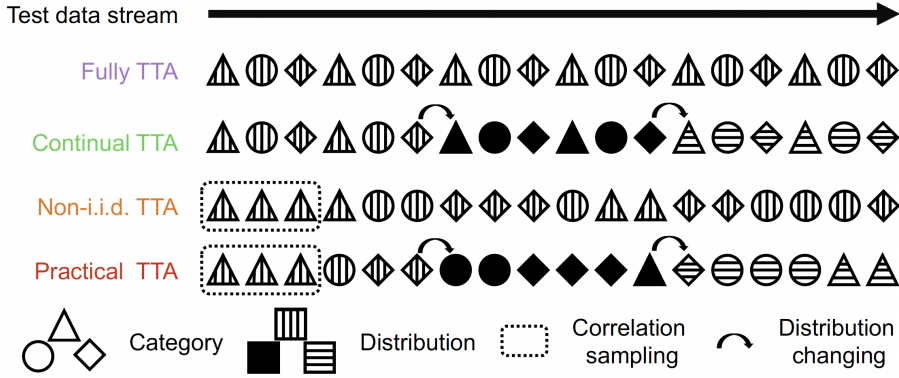 Test data stream
Fully TTA
Continual TTA
Non-i.i.d. TTA
Practical TTA
Category
Distribution
Correlation
sampling
Distribution
changing